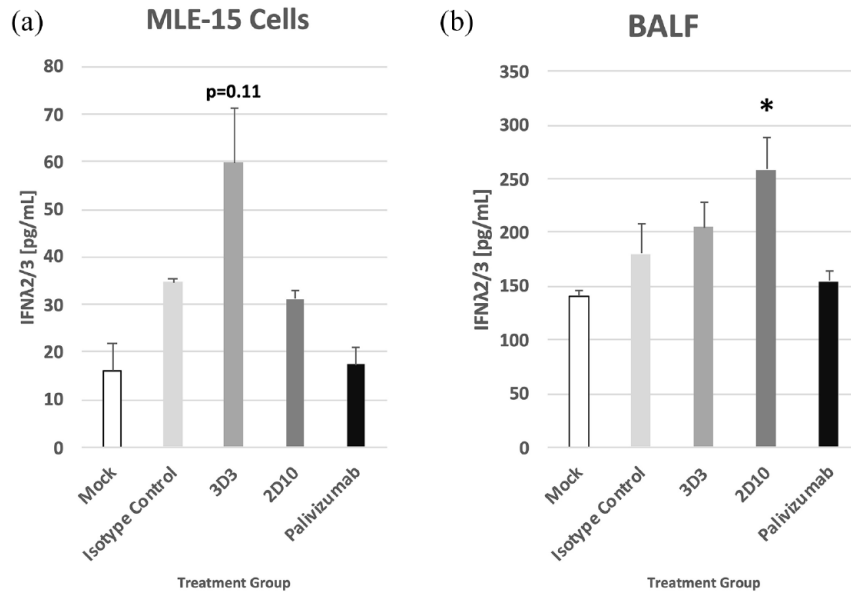 (a)
MLE-15 Cells
IFNλ2/3 [pg/mL]
80
70
60
50
40
30
20
10
0
p=0.11
Mock
Isotype Control
3D3
2D10
Palivizumab
Treatment Group
(b)
BALF
IFNλ2/3 [pg/mL]
350
300
250
200
150
100
50
0
*
Mock
Isotype Control
3D3
2D10
Palivizumab
Treatment Group